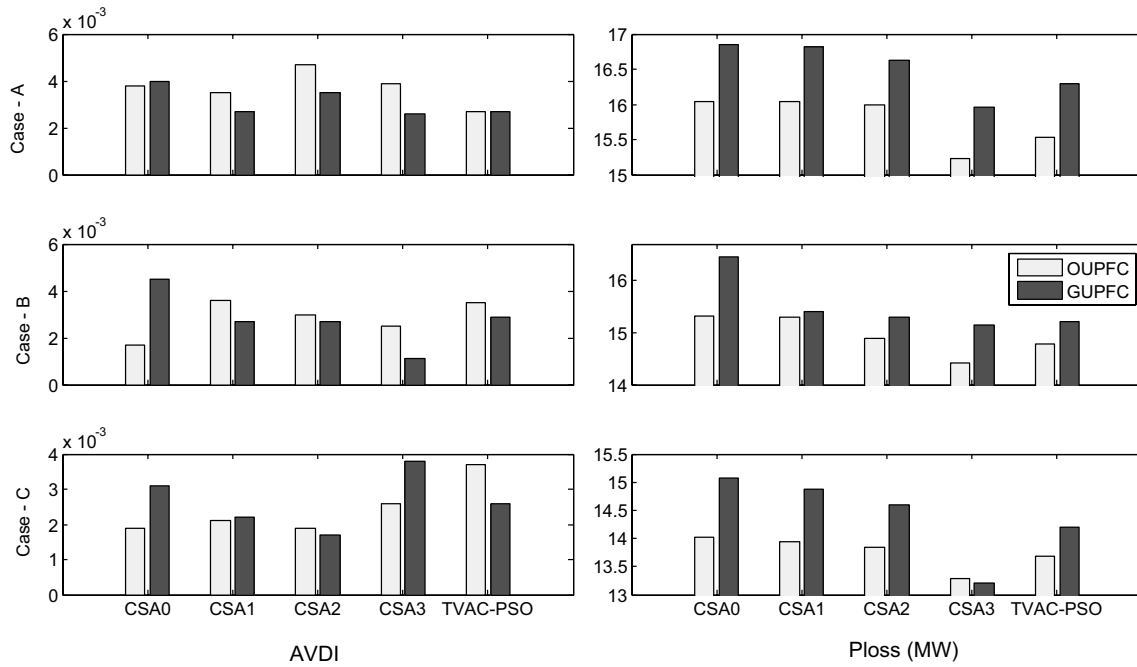 x 10-3
6
4
2
0
Case - A
17
16.5
16
15.5
15
x 10-3
6
4
2
0
Case - B
16
15
14
OUPFC
GUPFC
x 10-3
4
3
2
1
0
Case - C
CSA0 CSA1 CSA2 CSA3 TVAC-PSO
AVDI
15.5
15
14.5
14
13.5
13
CSA0 CSA1 CSA2 CSA3 TVAC-PSO
Ploss (MW)